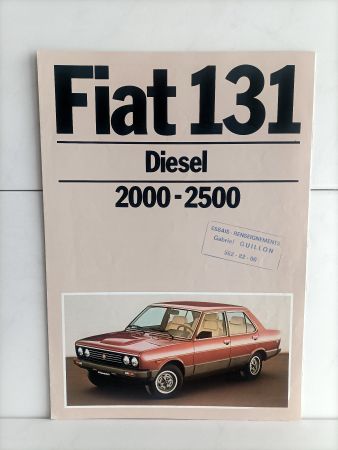 Fiat 131
Diesel
2000-2500
ESSAIS - RENSEIGNEMENTS
Gabriel GUILLON
562-82-06